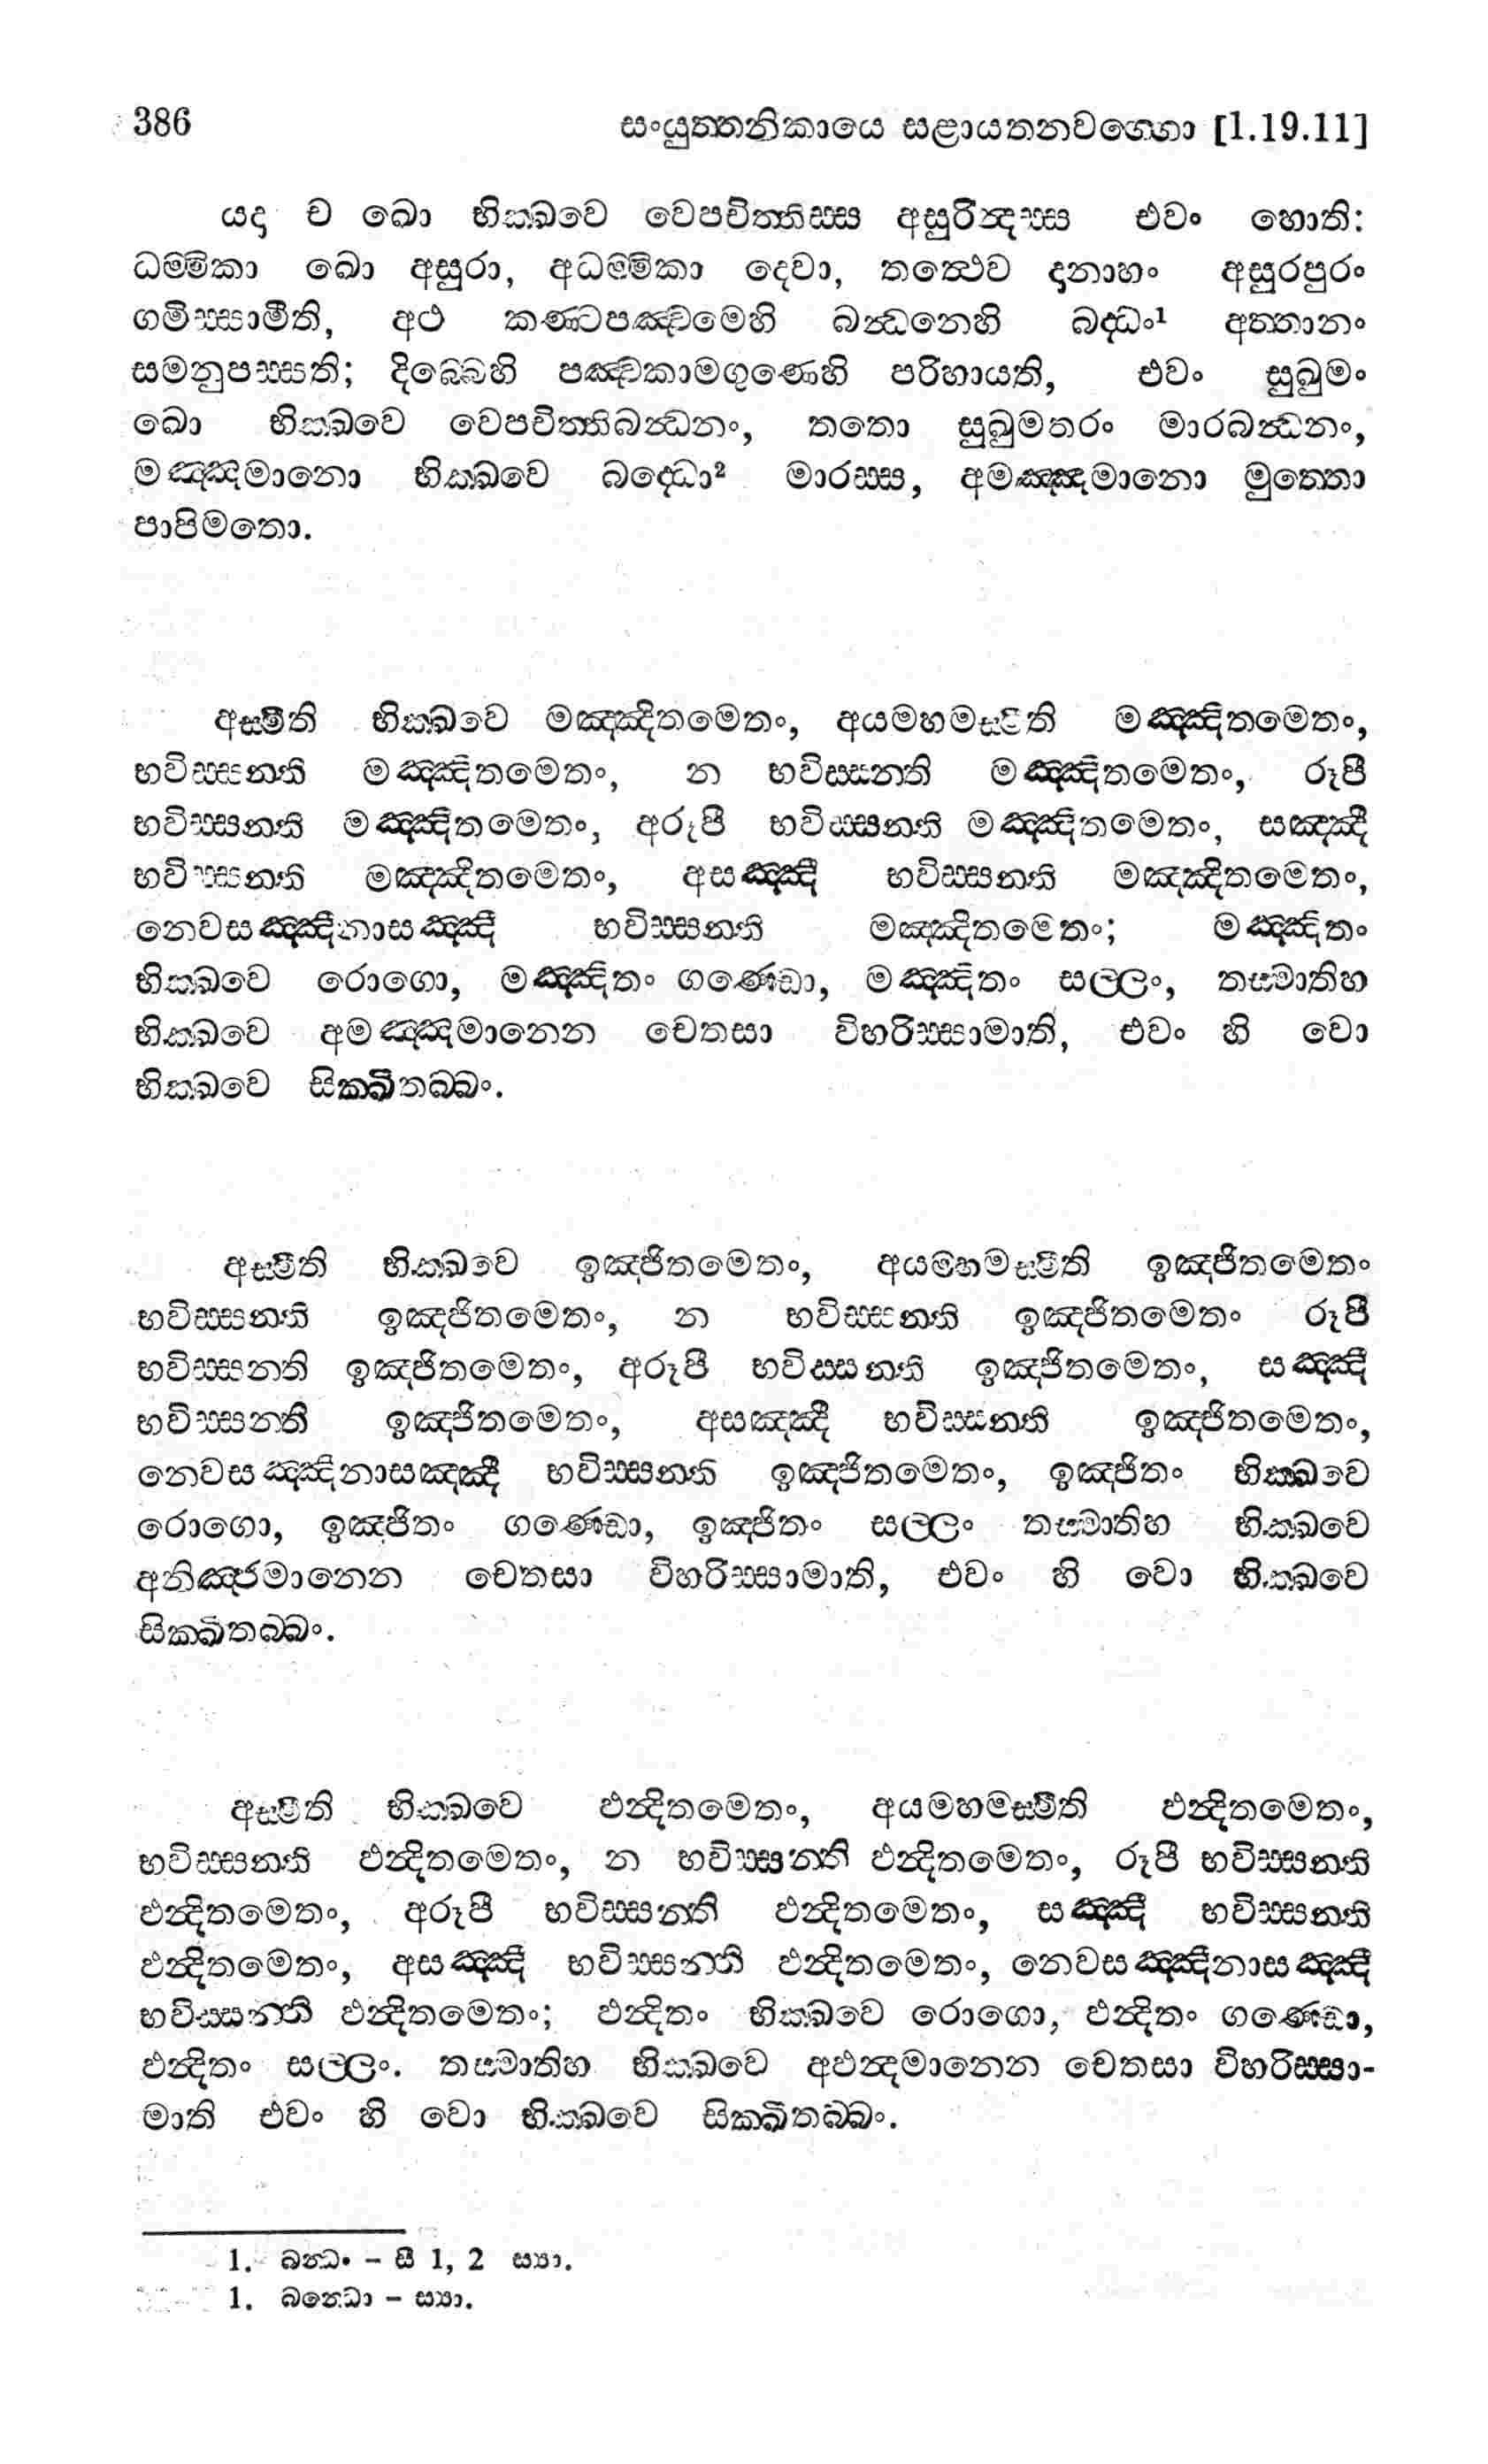 386 සංයුත්තනිකායෙ සළායතනවග්ගො [1.19.11]
යදා ච ඛො භික්ඛවෙ වෙපචිත්තිස්ස අසුරින්දස්ස එවං හොති:
ධම්මිකා ඛො අසුරා, අධම්මිකා දෙවා, තත්ථෙව දානාහං අසුරපුරං
ගමිස්සාමීති, අථ කණ්ටපඤ්චමෙහි බන්ධනෙහි බද්ධං¹ අත්තානං
සමනුපස්සති; දිබ්බෙහි පඤ්චකාමගුණෙහි පරිහායති, එවං සුඛුමං
ඛො භික්ඛවෙ වෙපචිත්තිබන්ධනං, තතො සුඛුමතරං මාරබන්ධනං,
මඤ්ඤමානො භික්ඛවෙ බද්ධො² මාරස්ස, අමඤ්ඤමානො මුත්තො
පාපිමතො.
අස්මීති භික්ඛවෙ මඤ්ඤිතමෙතං, අයමහමස්මීති මඤ්ඤිතමෙතං,
භවිස්සන්ති මඤ්ඤිතමෙතං, න භවිස්සන්ති මඤ්ඤිතමෙතං, රූපී
භවිස්සන්ති මඤ්ඤිතමෙතං, අරූපී භවිස්සන්ති මඤ්ඤිතමෙතං, සඤ්ඤී
භවිස්සන්ති මඤ්ඤිතමෙතං, අසඤ්ඤී භවිස්සන්ති මඤ්ඤිතමෙතං,
නෙවසඤ්ඤීනාසඤ්ඤී භවිස්සන්ති මඤ්ඤිතමෙතං; මඤ්ඤිතං
භික්ඛවෙ රොගො, මඤ්ඤිතං ගණ්ඩො, මඤ්ඤිතං සල්ලං, තස්මාතිහ
භික්ඛවෙ අමඤ්ඤමානෙන චෙතසා විහරිස්සාමාති, එවං හි වො
භික්ඛවෙ සික්ඛිතබ්බං.
අස්මීති භික්ඛවෙ ඉඤ්ජිතමෙතං, අයමහමස්මීති ඉඤ්ජිතමෙතං
භවිස්සන්ති ඉඤ්ජිතමෙතං, න භවිස්සන්ති ඉඤ්ජිතමෙතං රූපී
භවිස්සන්ති ඉඤ්ජිතමෙතං, අරූපී භවිස්සන්ති ඉඤ්ජිතමෙතං, සඤ්ඤී
භවිස්සන්තී ඉඤ්ජිතමෙතං, අසඤ්ඤී භවිස්සන්ති ඉඤ්ජිතමෙතං,
නෙවසඤ්ඤිනාසඤ්ඤී භවිස්සන්ති ඉඤ්ජිතමෙතං, ඉඤ්ජිතං භික්ඛවෙ
රොගො, ඉඤ්ජිතං ගණ්ඩො, ඉඤ්ජිතං සල්ලං තස්මාතිහ භික්ඛවෙ
අනිඤ්ජමානෙන චෙතසා විහරිස්සාමාති, එවං හි වො භික්ඛවෙ
සික්ඛිතබ්බං.
අස්මීති භික්ඛවෙ ඵන්දිතමෙතං, අයමහමස්මීති ඵන්දිතමෙතං,
භවිස්සන්ති ඵන්දිතමෙතං, න භවිස්සන්ති ඵන්දිතමෙතං, රූපී භවිස්සන්ති
ඵන්දිතමෙතං, අරූපී භවිස්සන්ති ඵන්දිතමෙතං, සඤ්ඤී භවිස්සන්ති
ඵන්දිතමෙතං, අසඤ්ඤී භවිස්සන්ති ඵන්දිතමෙතං, නෙවසඤ්ඤීනාසඤ්ඤී
භවිස්සන්ති ඵන්දිතමෙතං; ඵන්දිතං භික්ඛවෙ රොගො, ඵන්දිතං ගණ්ඩො,
ඵන්දිතං සල්ලං. තස්මාතිහ භික්ඛවෙ අඵන්දමානෙන චෙතසා විහරිස්සා-
මාති එවං හි වො භික්ඛවෙ සික්ඛිතබ්බං.
1. බන්ධං – සී 1, 2 ස්‍යා.
1. බන්ධො – ස්‍යා.